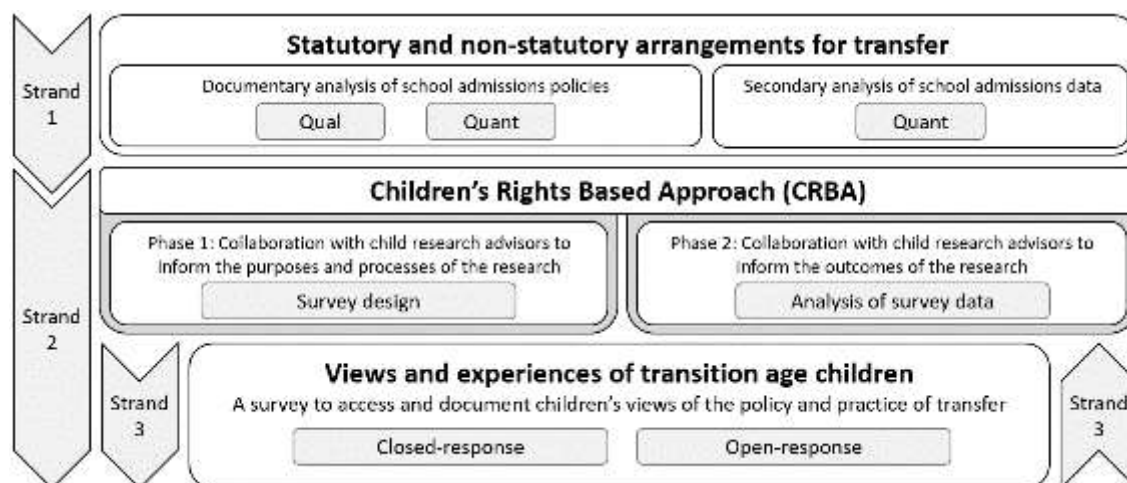 Statutory and non-statutory arrangements for transfer
Strand
1
Documentary analysis of school admissions policies
Qual
Quant
Secondary analysis of school admissions data
Quant
Children's Rights Based Approach (CRBA)
Strand
2
Phase 1: Collaboration with child research advisors to
inform the purposes and processes of the research
Survey design
Phase 2: Collaboration with child research advisors to
inform the outcomes of the research
Analysis of survey data
Strand
3
Views and experiences of transition age children
A survey to access and document children's views of the policy and practice of transfer
Closed-response
Open-response
Strand
3